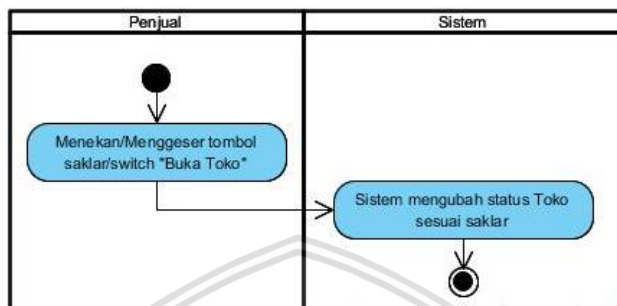 Penjual
Sistem
Menekan/Menggeser tombol
saklar/switch "Buka Toko"
Sistem mengubah status Toko
sesuai saklar